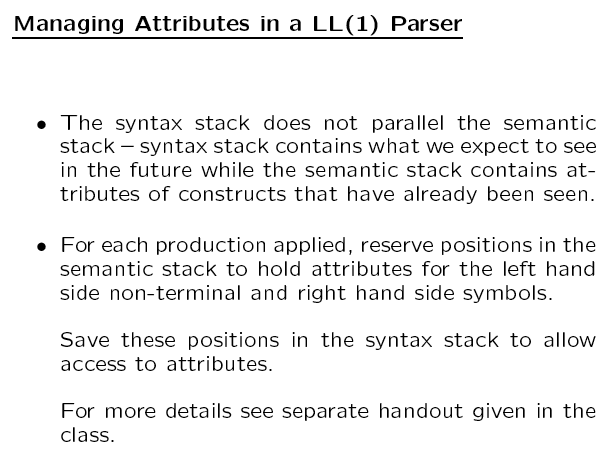 Managing Attributes in a LL(1) Parser
• The syntax stack does not parallel the semantic
stack – syntax stack contains what we expect to see
in the future while the semantic stack contains at-
tributes of constructs that have already been seen.
• For each production applied, reserve positions in the
semantic stack to hold attributes for the left hand
side non-terminal and right hand side symbols.
Save these positions in the syntax stack to allow
access to attributes.
For more details see separate handout given in the
class.